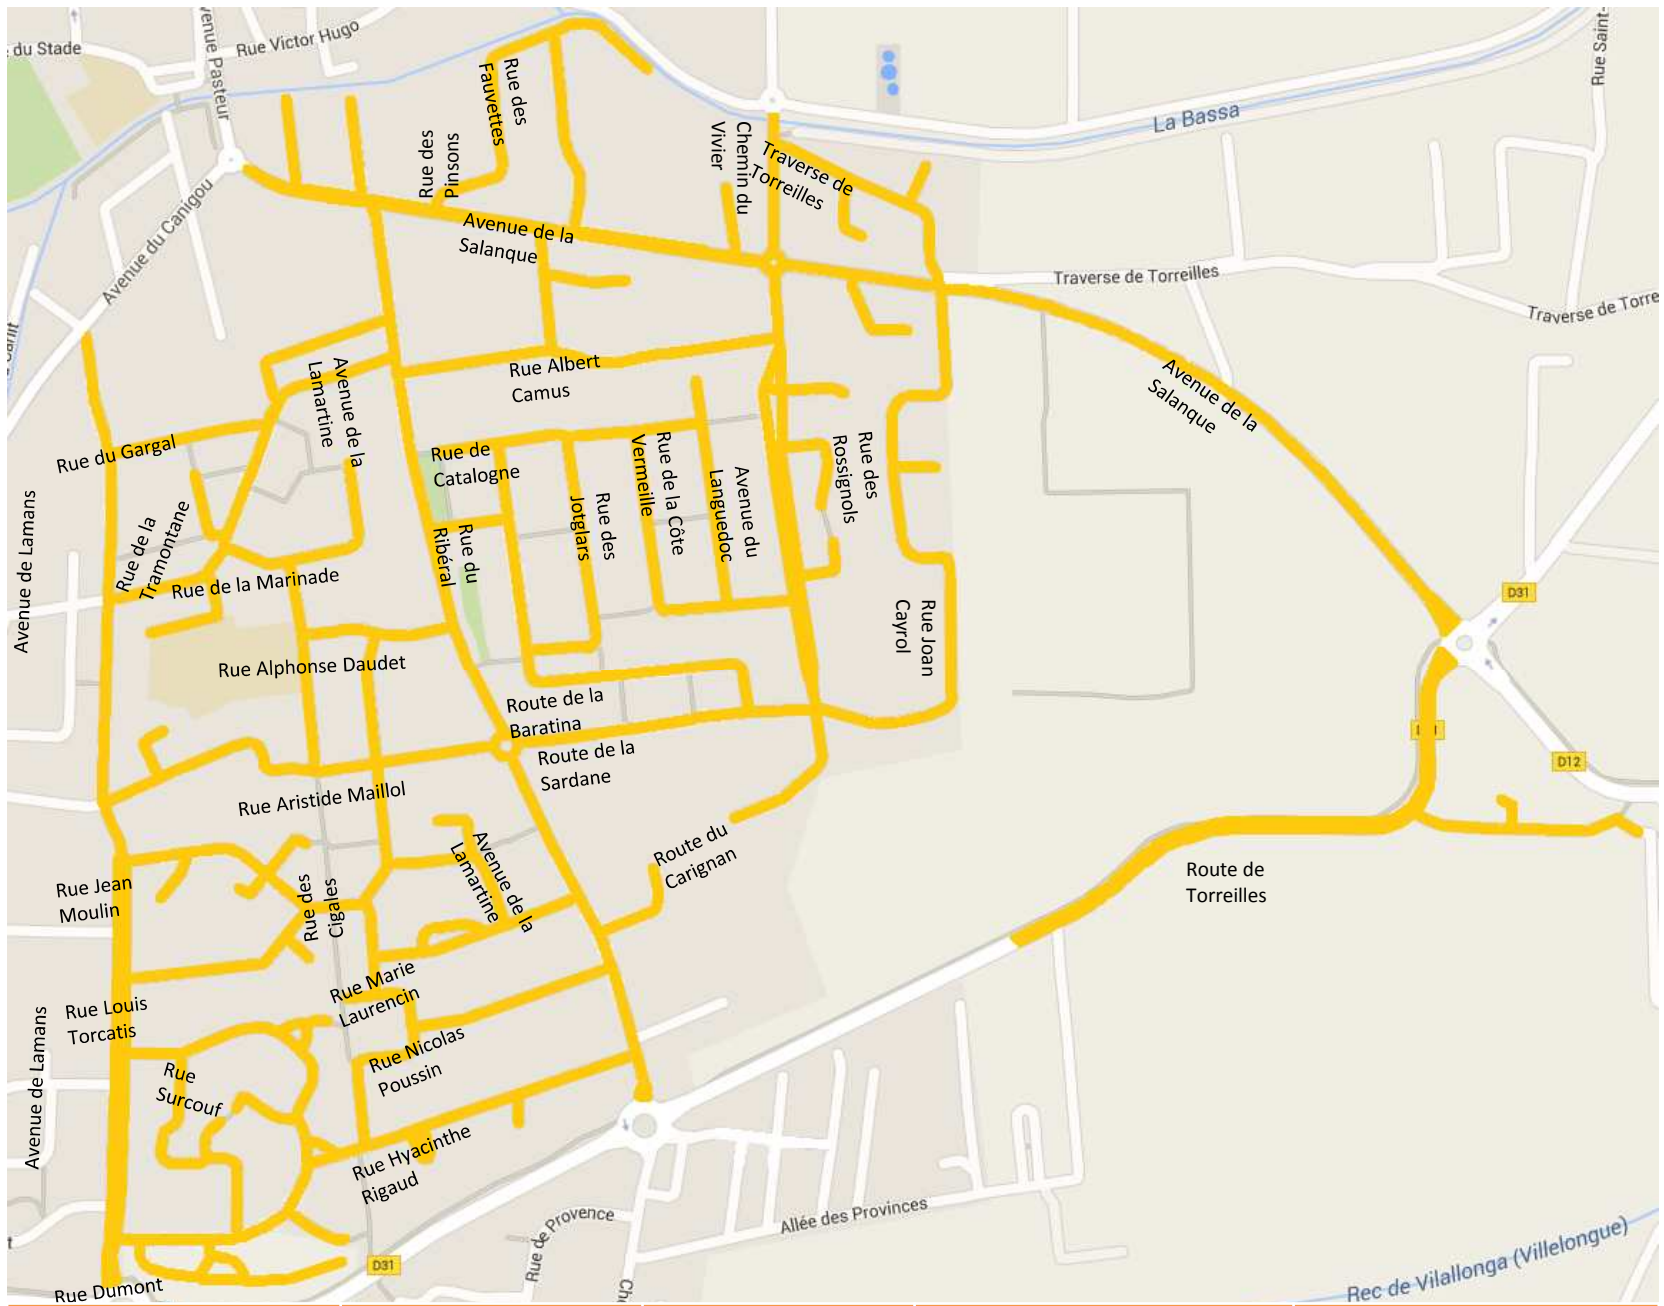 : du Stade
venue Pasteur
Rue Victor Hugo
Rue Saint-
Rue des
Fauvettes
Rue des
Pinsons
Chemin du
Vivier
Traverse de
Torreilles
La Bassa
Avenue du Canigou
Avenue de la
Salanque
Traverse de Torreilles
Traverse de Torre
Avenue de la
Lamartine
Rue Albert
Camus
Avenue de la
Salanque
Rue du Gargal
Rue de
Catalogne
Rue de la Côte
Vermeille
Avenue du
Languedoc
Rue des
Rossignols
Avenue de Lamans
Rue de la
Tramontane
Rue des
Jotglars
Rue du
Ribéral
Rue de la Marinade
D31
Rue Joan
Cayrol
Rue Alphonse Daudet
Route de la
Baratina
Route de la
Sardane
D12
Rue Aristide Maillol
Avenue de la
Lamartine
Route du
Carignan
Rue Jean
Moulin
Rue des
Cigales
Route de
Torreilles
Rue Marie
Laurencin
Rue Louis
Torcatis
Rue Nicolas
Poussin
Avenue de Lamans
Rue
Surcouf
Rue Hyacinthe
Rigaud
Rue de Provence
Allée des Provinces
D31
Rue Dumont
Rec de Vilallonga (Villelongue)